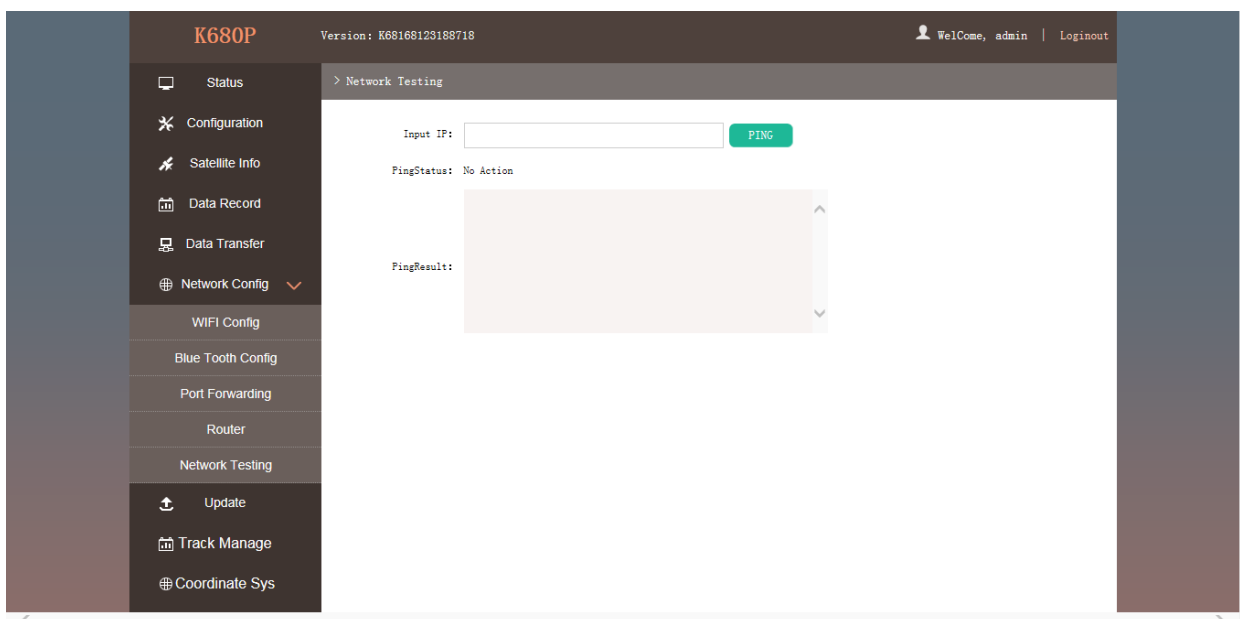 K680P
Version: K68168123188718
WelCome, admin | Loginout
Status
Configuration
Satellite Info
Data Record
Data Transfer
Network Config
WIFI Config
Blue Tooth Config
Port Forwarding
Router
Network Testing
Update
Track Manage
Coordinate Sys
> Network Testing
Input IP:
PING
PingStatus: No Action
PingResult: